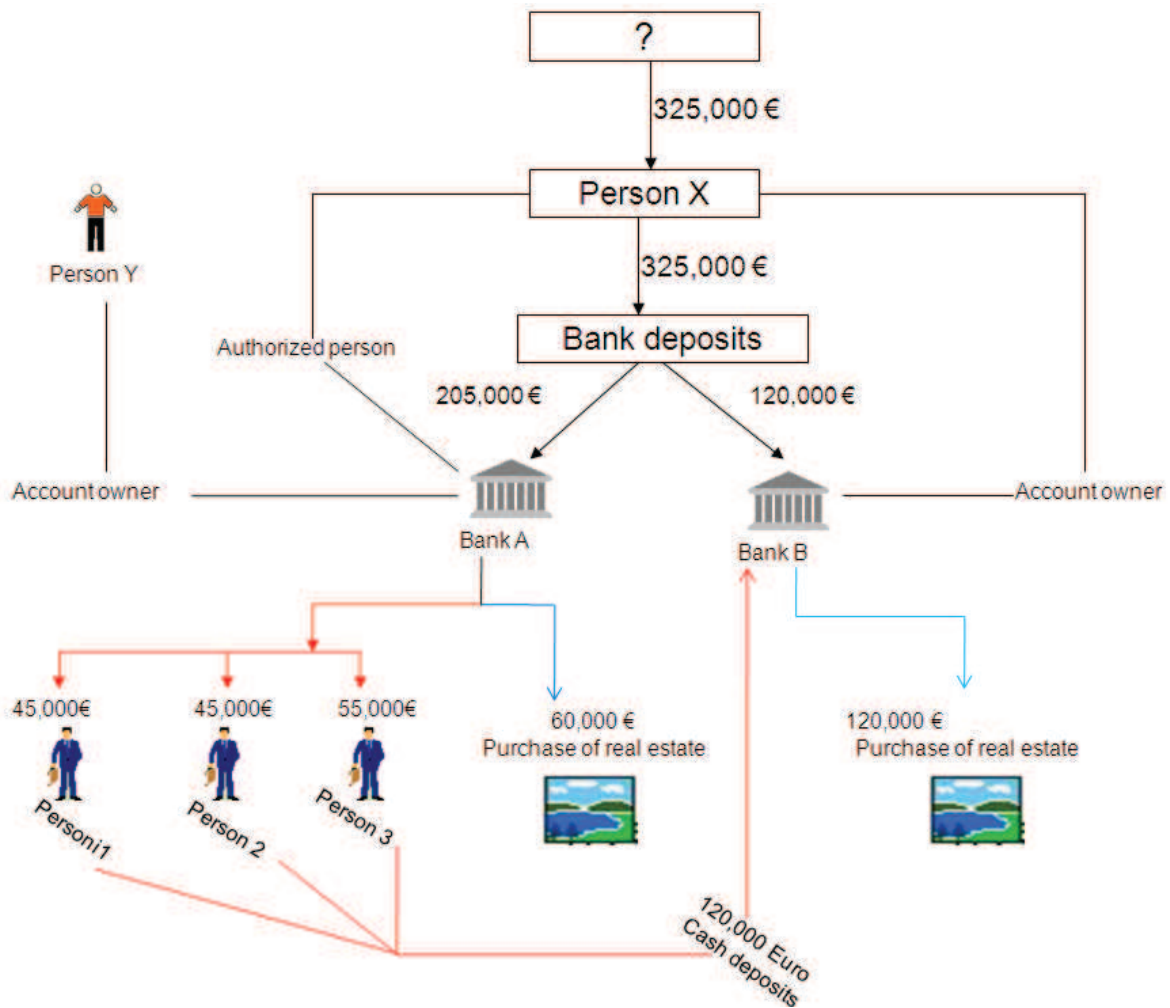 ?
325,000 €
Person X
325,000 €
Person Y
Bank deposits
Authorized person
205,000 €
120,000 €
Account owner
Account owner
Bank A
Bank B
45,000€
45,000€
55,000€
60,000 €
Purchase of real estate
120,000 €
Purchase of real estate
Personi1
Person 2
Person 3
120,000 Euro
Cash deposits